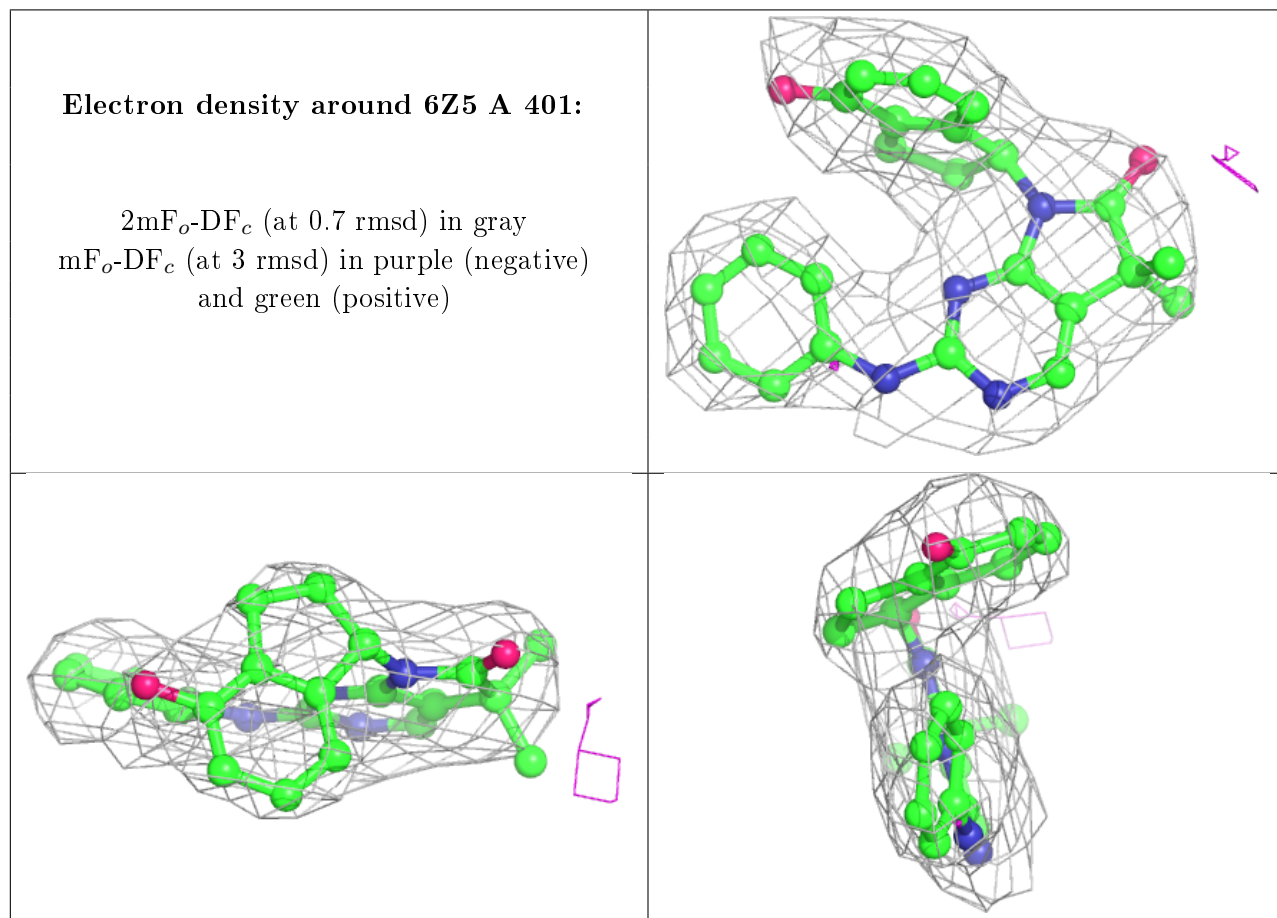 Electron density around 6Z5 A 401:
2mFo-DFc (at 0.7 rmsd) in gray
mFo-DFc (at 3 rmsd) in purple (negative)
and green (positive)